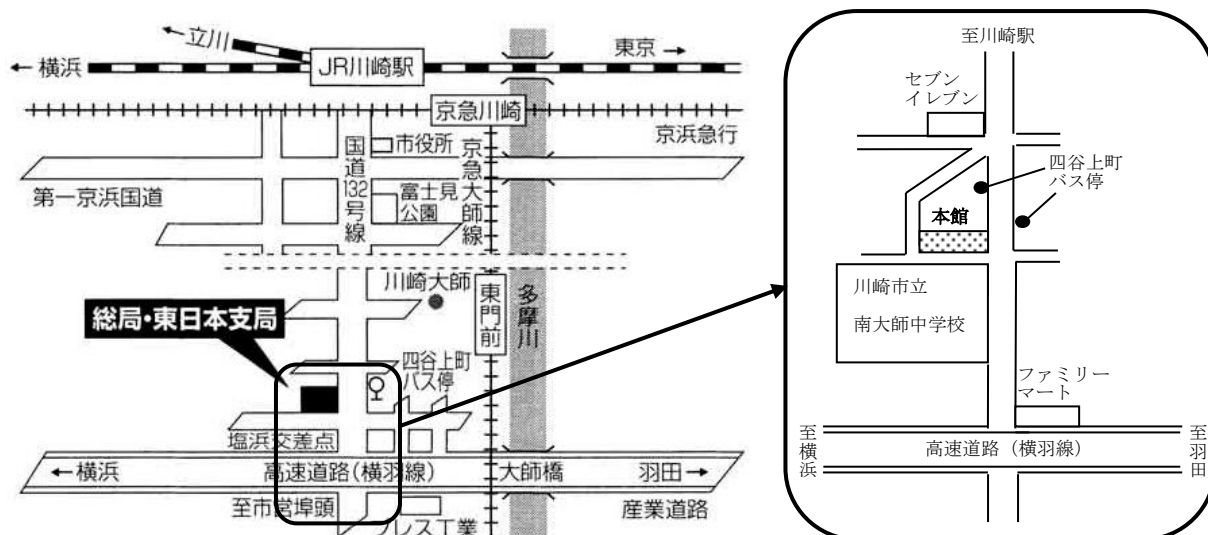 立川
←横浜
JR川崎駅
東京→
京急川崎
京浜急行
国道132号線
市役所
京急大師線
第一京浜国道
富士見
公園
川崎大師
東門前
多摩川
総局・東日本支局
四谷上町
バス停
塩浜交差点
←横浜
高速道路(横羽線)
大師橋
羽田→
至市営埠頭
産業道路
至川崎駅
セブン
イレブン
四谷上町
バス停
本館
川崎市立
南大師中学校
ファミリー
マート
至横浜
高速道路（横羽線）
至羽田